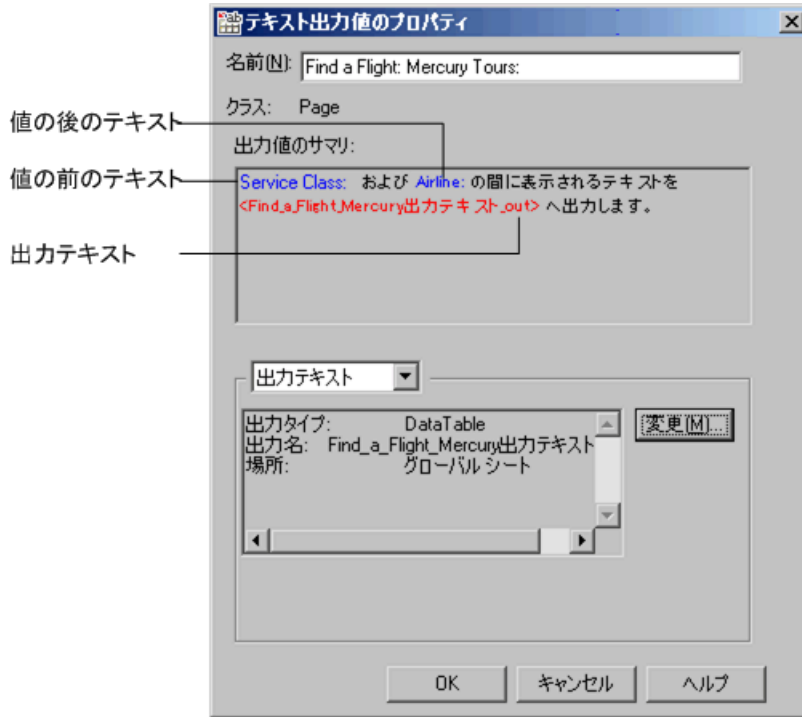 テキスト出力値のプロパティ
名前(N): Find a Flight: Mercury Tours:
クラス: Page
値の後のテキスト
出力値のサマリ:
値の前のテキスト
Service Class: および Airline: の間に表示されるテキストを
<Find_a_Flight_Mercury出力テキスト_out> へ出力します。
出力テキスト
出力テキスト
出力タイプ: DataTable
出力名: Find_a_Flight_Mercury出力テキスト
場所: グローバル シート
変更(M)...
OK キャンセル ヘルプ